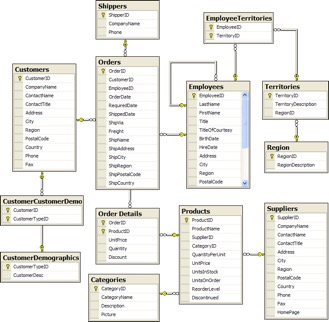 Shippers
ShipperID
CompanyName
Phone
EmployeeTerritories
EmployeeID
TerritoryID
Customers
CustomerID
CompanyName
ContactName
ContactTitle
Address
City
Region
PostalCode
Country
Phone
Fax
Orders
OrderID
CustomerID
EmployeeID
OrderDate
RequiredDate
ShippedDate
ShipVia
Freight
ShipName
ShipAddress
ShipCity
ShipRegion
ShipPostalCode
ShipCountry
Employees
EmployeeID
LastName
FirstName
Title
TitleOfCourtesy
BirthDate
HireDate
Address
City
Region
PostalCode
Territories
TerritoryID
TerritoryDescription
RegionID
Region
RegionID
RegionDescription
CustomerCustomerDemo
CustomerID
CustomerTypeID
CustomerDemographics
CustomerTypeID
CustomerDesc
Order Details
OrderID
ProductID
UnitPrice
Quantity
Discount
Products
ProductID
ProductName
SupplierID
CategoryID
QuantityPerUnit
UnitPrice
UnitsInStock
UnitsOnOrder
ReorderLevel
Discontinued
Suppliers
SupplierID
CompanyName
ContactName
ContactTitle
Address
City
Region
PostalCode
Country
Phone
Fax
HomePage
Categories
CategoryID
CategoryName
Description
Picture